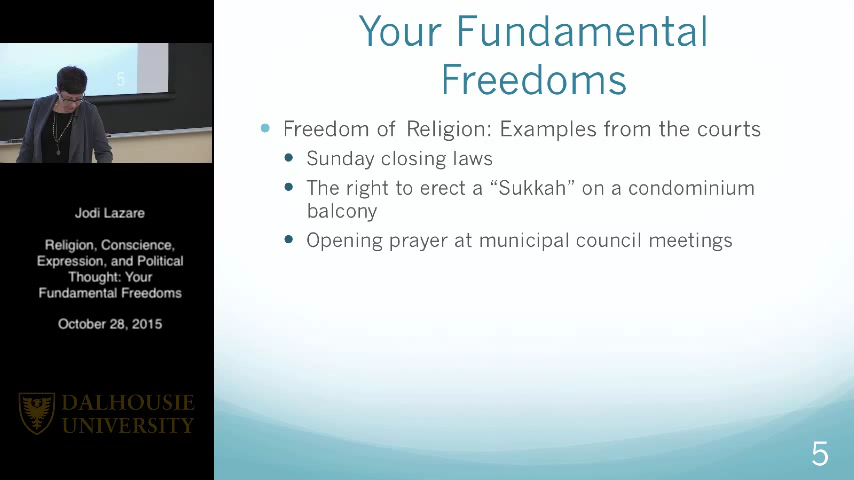 Your Fundamental
Freedoms
Freedom of Religion: Examples from the courts
Sunday closing laws
The right to erect a “Sukkah” on a condominium
balcony
Opening prayer at municipal council meetings
5
5
Jodi Lazare
Religion, Conscience,
Expression, and Political
Thought: Your
Fundamental Freedoms
October 28, 2015
DALHOUSIE
UNIVERSITY